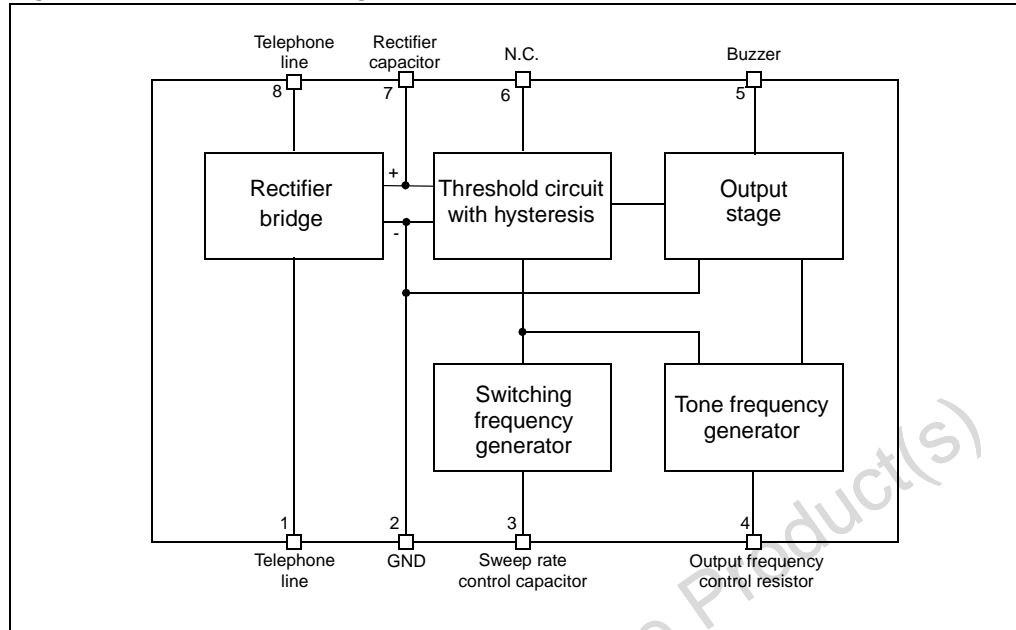 Telephone
line
Rectifier
capacitor
N.C.
Buzzer
8
7
6
5
Rectifier
bridge
+
-
Threshold circuit
with hysteresis
Output
stage
Switching
frequency
generator
Tone frequency
generator
1
2
3
4
Telephone
line
GND
Sweep rate
control capacitor
Output frequency
control resistor
Product(s)